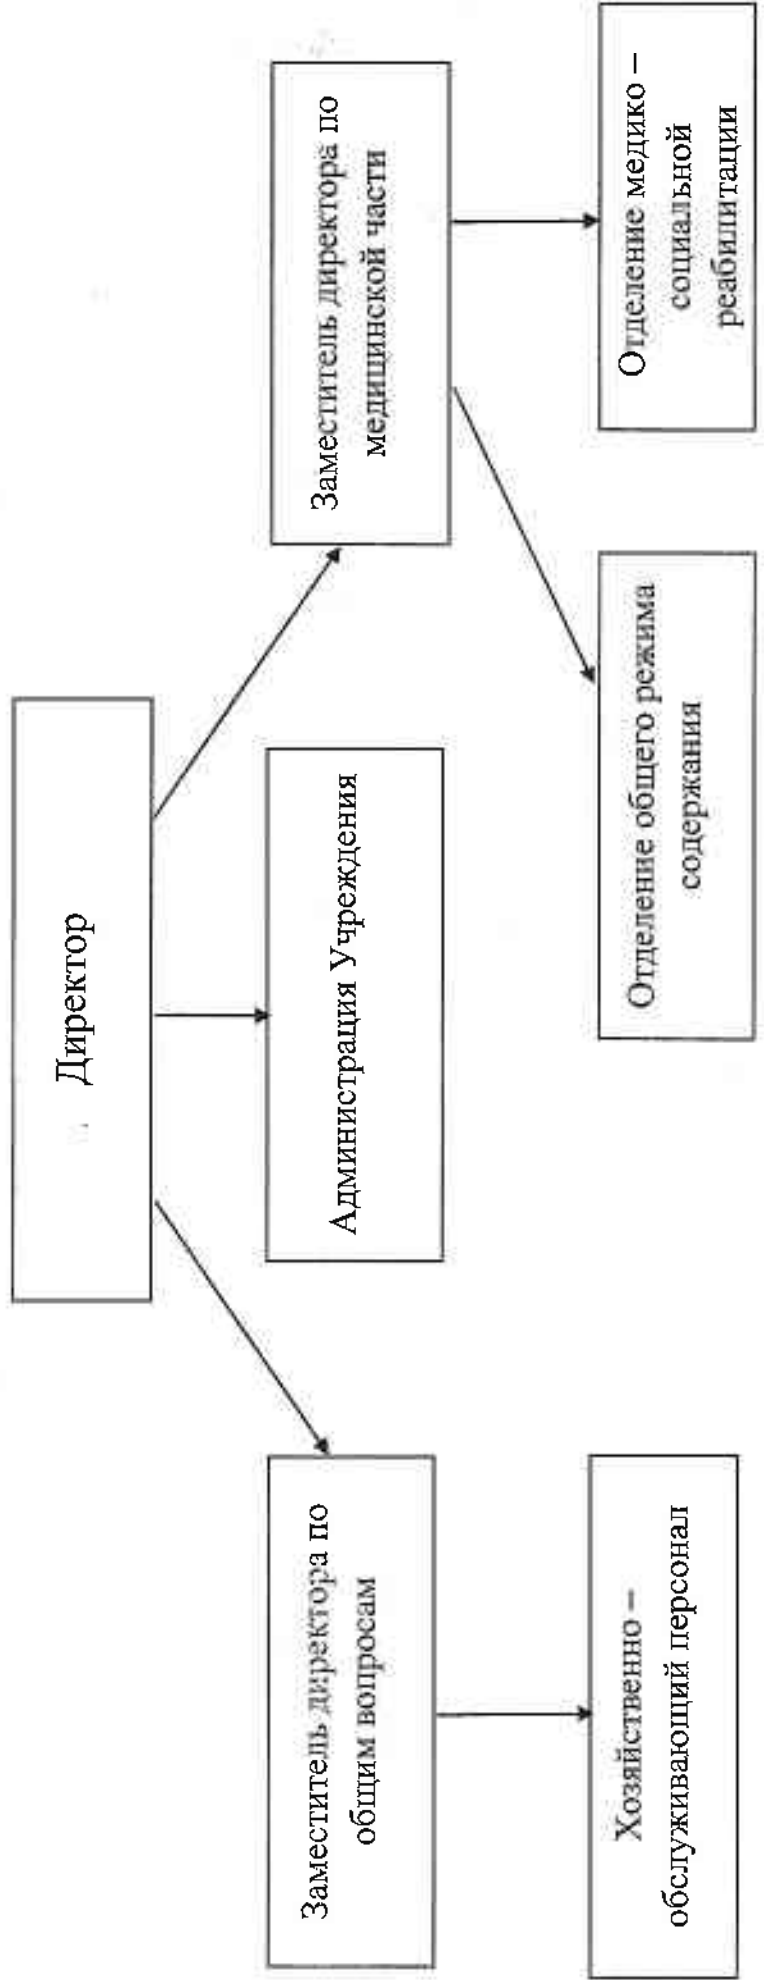 Директор
Заместитель директора по
общим вопросам
Администрация Учреждения
Заместитель директора по
медицинской части
Хозяйственно –
обслуживающий персонал
Отделение общего режима
содержания
Отделение медико –
социальной
реабилитации